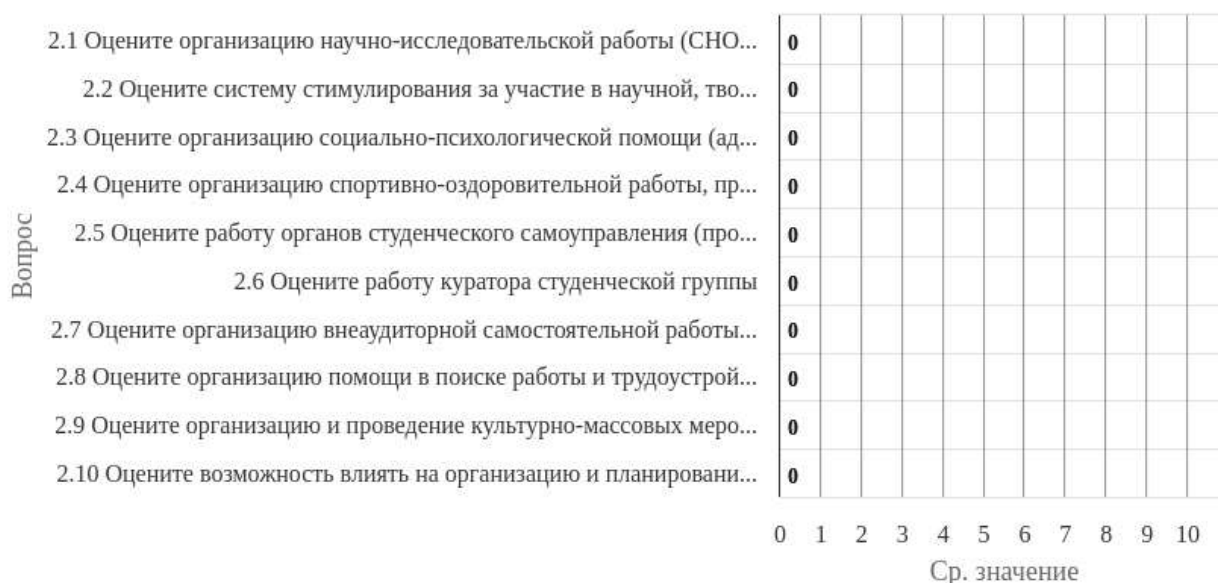 2.1 Оцените организацию научно-исследовательской работы (СНО... 0
2.2 Оцените систему стимулирования за участие в научной, тво... 0
2.3 Оцените организацию социально-психологической помощи (ад... 0
2.4 Оцените организацию спортивно-оздоровительной работы, пр... 0
2.5 Оцените работу органов студенческого самоуправления (про... 0
2.6 Оцените работу куратора студенческой группы 0
2.7 Оцените организацию внеаудиторной самостоятельной работы... 0
2.8 Оцените организацию помощи в поиске работы и трудоустрой... 0
2.9 Оцените организацию и проведение культурно-массовых меро... 0
2.10 Оцените возможность влиять на организацию и планировани... 0
Вопрос
0 1 2 3 4 5 6 7 8 9 10
Ср. значение